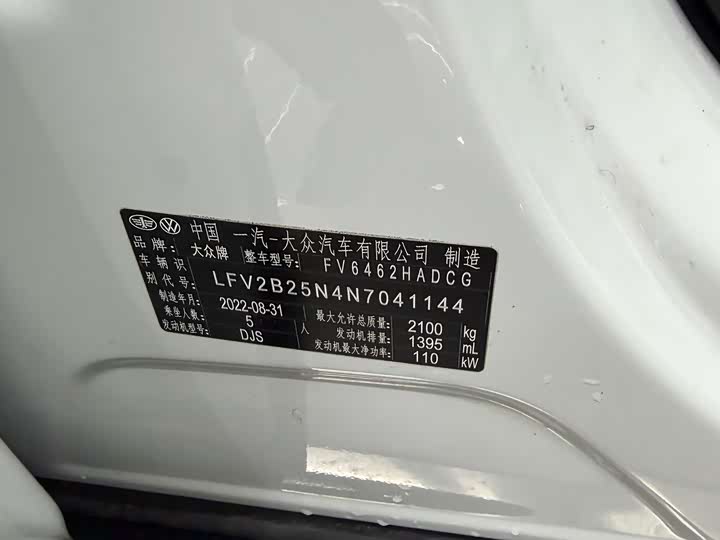 中国 一汽-大众汽车有限公司 制造
品牌: 大众牌 整车型号: FV6462HADCG
车辆识别代号: LFV2B25N4N7041144
制造年月: 2022-08-31 最大允许总质量: 2100 kg
乘坐人数: 5 人 发动机排量: 1395 mL
发动机型号: DJS 发动机最大净功率: 110 kW